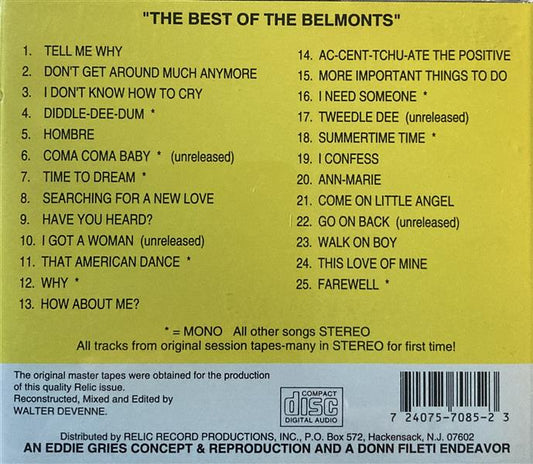 "THE BEST OF THE BELMONTS"
1. TELL ME WHY
2. DON'T GET AROUND MUCH ANYMORE
3. I DON'T KNOW HOW TO CRY
4. DIDDLE-DEE-DUM *
5. HOMBRE
6. COMA COMA BABY * (unreleased)
7. TIME TO DREAM *
8. SEARCHING FOR A NEW LOVE
9. HAVE YOU HEARD?
10. I GOT A WOMAN (unreleased)
11. THAT AMERICAN DANCE *
12. WHY *
13. HOW ABOUT ME?
14. AC-CENT-TCHU-ATE THE POSITIVE
15. MORE IMPORTANT THINGS TO DO
16. I NEED SOMEONE *
17. TWEEDLE DEE (unreleased)
18. SUMMERTIME TIME *
19. I CONFESS
20. ANN-MARIE
21. COME ON LITTLE ANGEL
22. GO ON BACK (unreleased)
23. WALK ON BOY
24. THIS LOVE OF MINE
25. FAREWELL *
* = MONO All other songs STEREO
All tracks from original session tapes-many in STEREO for first time!
The original master tapes were obtained for the production
of this quality Relic issue.
Reconstructed, Mixed and Edited by
WALTER DEVENNE.
COMPACT
disc
DIGITAL AUDIO
7 24075-7085-2 3
Distributed by RELIC RECORD PRODUCTIONS, INC., P.O. Box 572, Hackensack, N.J. 07602
AN EDDIE GRIES CONCEPT & REPRODUCTION AND A DONN FILETI ENDEAVOR